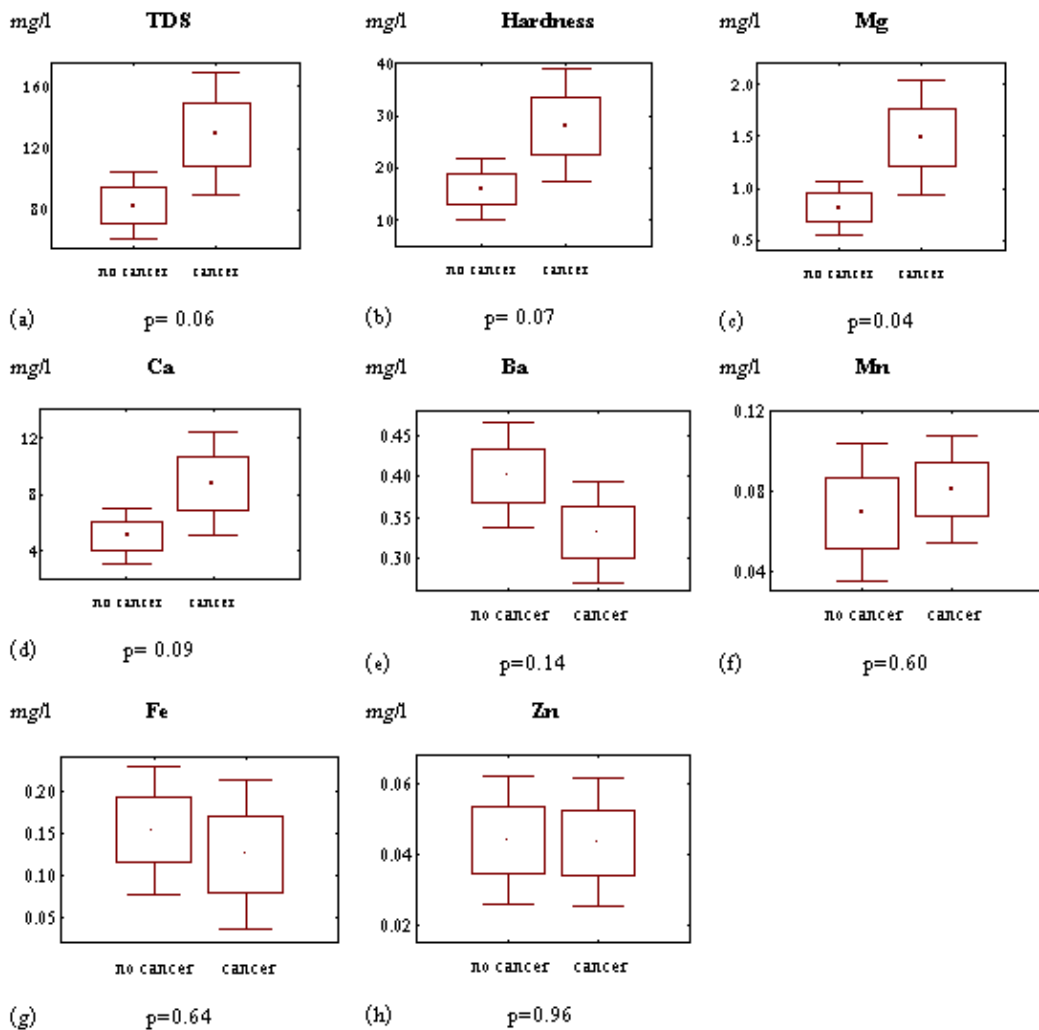 mg/l TDS mg/l Hardness mg/l Mg
160
120
80
no cancer cancer
40
30
20
10
no cancer cancer
2.0
1.5
1.0
0.5
no cancer cancer
(a) p= 0.06 (b) p= 0.07 (c) p=0.04
mg/l Ca mg/l Ba mg/l Mn
12
8
4
no cancer cancer
0.45
0.40
0.35
0.30
no cancer cancer
0.12
0.08
0.04
no cancer cancer
(d) p= 0.09 (e) p=0.14 (f) p=0.60
mg/l Fe mg/l Zn
0.20
0.15
0.10
0.05
no cancer cancer
0.06
0.04
0.02
no cancer cancer
(g) p=0.64 (h) p=0.96